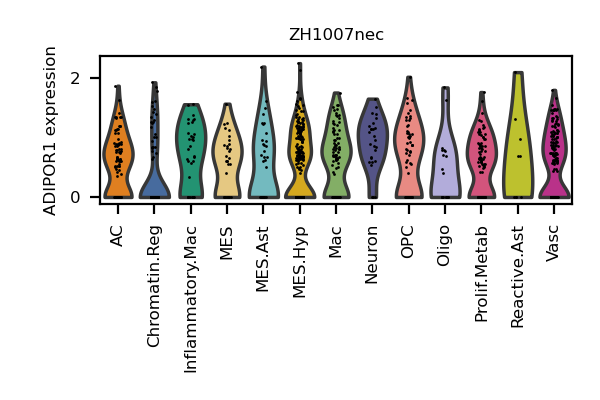 ZH1007nec
ADIPOR1 expression
2
0
AC
Chromatin.Reg
Inflammatory.Mac
MES
MES.Ast
MES.Hyp
Mac
Neuron
OPC
Oligo
Prolif.Metab
Reactive.Ast
Vasc